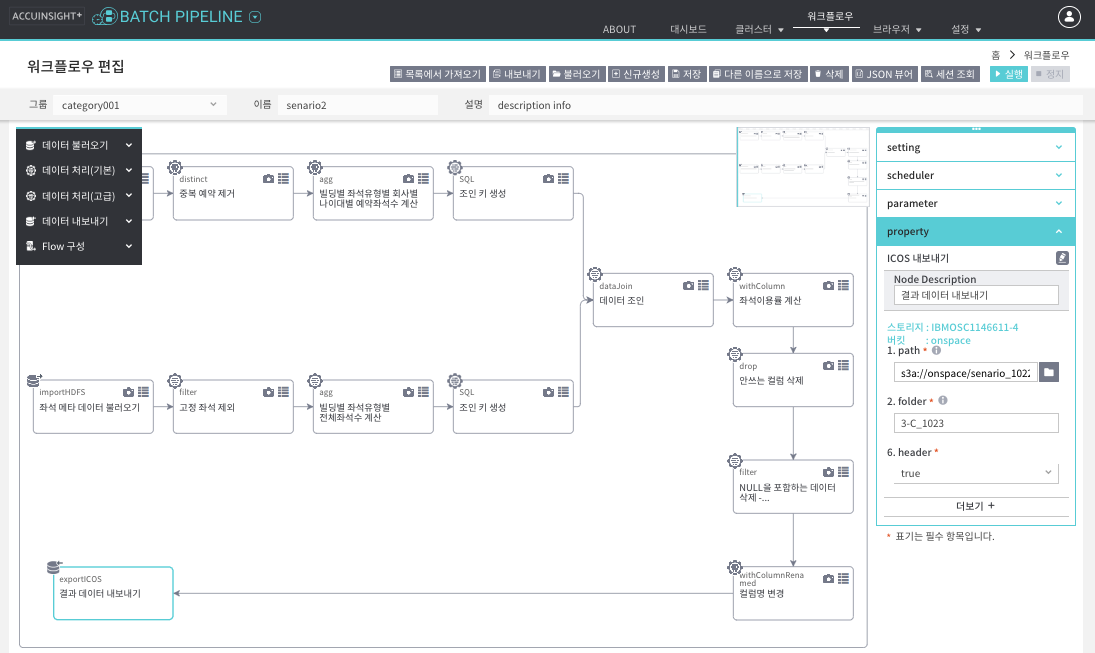 ACCUINSIGHT+
BATCH PIPELINE
ABOUT 대시보드 클러스터 워크플로우 브라우저 설정
워크플로우 편집
홈 > 워크플로우
목록에서 가져오기 내보내기 불러오기 신규생성 저장 다른 이름으로 저장 삭제 JSON 뷰어 세션 조회 실행 정지
그룹 category001 이름 senario2 설명 description info
데이터 불러오기
데이터 처리(기본)
데이터 처리(고급)
데이터 내보내기
Flow 구성
distinct
중복 예약 제거
agg
빌딩별 좌석유형별 회사별
나이대별 예약좌석수 계산
SQL
조인 키 생성
dataJoin
데이터 조인
withColumn
좌석이용률 계산
drop
안쓰는 컬럼 삭제
importHDFS
좌석 메타 데이터 불러오기
filter
고정 좌석 제외
agg
빌딩별 좌석유형별
전체좌석수 계산
SQL
조인 키 생성
filter
NULL을 포함하는 데이터
삭제 -...
withColumnRena
med
컬럼명 변경
exportICOS
결과 데이터 내보내기
setting
scheduler
parameter
property
ICOS 내보내기
Node Description
결과 데이터 내보내기
스토리지 : IBMOSC1146611-4
버킷 : onspace
1. path *
s3a://onspace/senario_1022
2. folder *
3-C_1023
6. header *
true
더보기 +
* 표기는 필수 항목입니다.